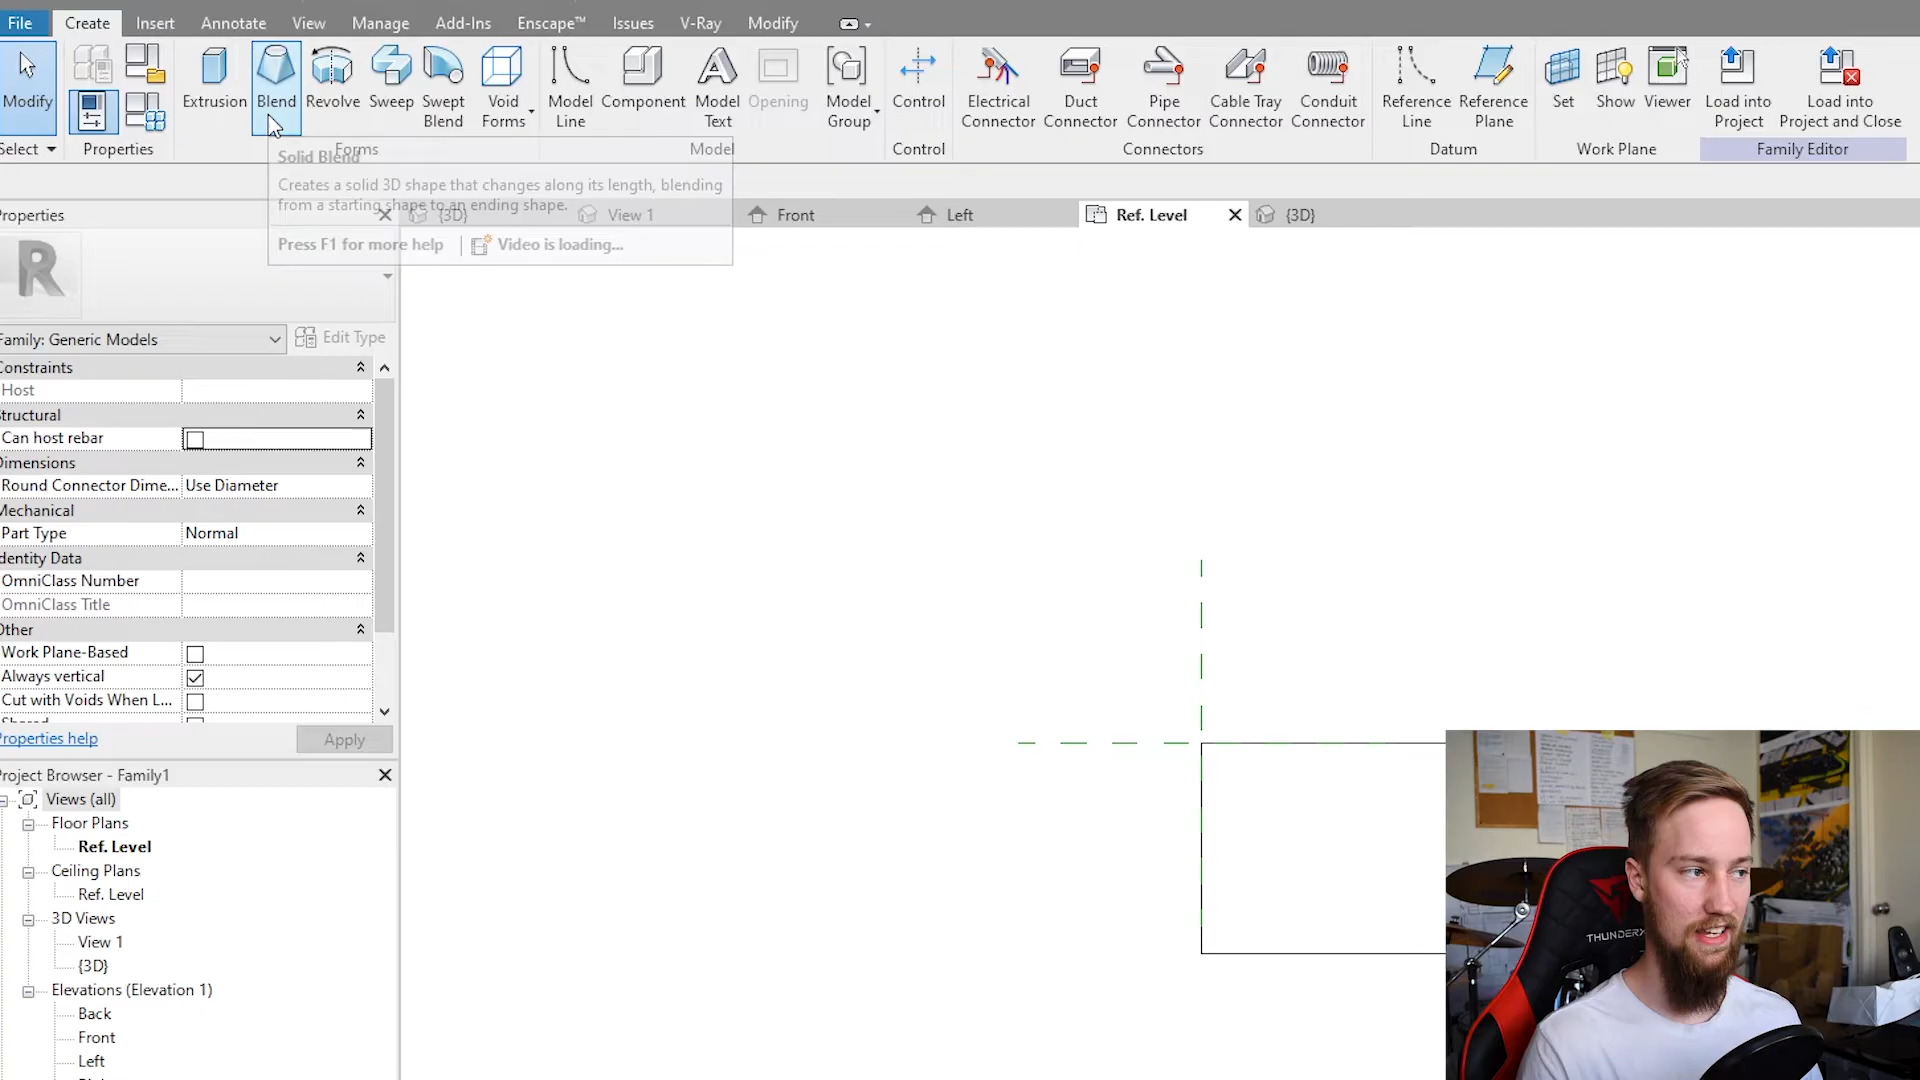 File Create Insert Annotate View Manage Add-Ins Enscape™ Issues V-Ray Modify
Modify Extrusion Blend Revolve Sweep Swept Blend Void Forms Model Line Component Model Text Opening Model Group Control Electrical Connector Duct Connector Pipe Connector Cable Tray Connector Conduit Connector Reference Line Reference Plane Set Show Viewer Load into Project Load into Project and Close
Select Properties Forms Model Control Connectors Datum Work Plane Family Editor
Solid Blend
Creates a solid 3D shape that changes along its length, blending
from a starting shape to an ending shape.
Press F1 for more help Video is loading...
Properties {3D} View 1 Front Left Ref. Level {3D}
R
Family: Generic Models Edit Type
Constraints
Host
Structural
Can host rebar
Dimensions
Round Connector Dime... Use Diameter
Mechanical
Part Type Normal
Identity Data
OmniClass Number
OmniClass Title
Other
Work Plane-Based
Always vertical
Cut with Voids When L...
Shared
Properties help Apply
Project Browser - Family1
Views (all)
Floor Plans
Ref. Level
Ceiling Plans
Ref. Level
3D Views
View 1
{3D}
Elevations (Elevation 1)
Back
Front
Left
THUNDERX